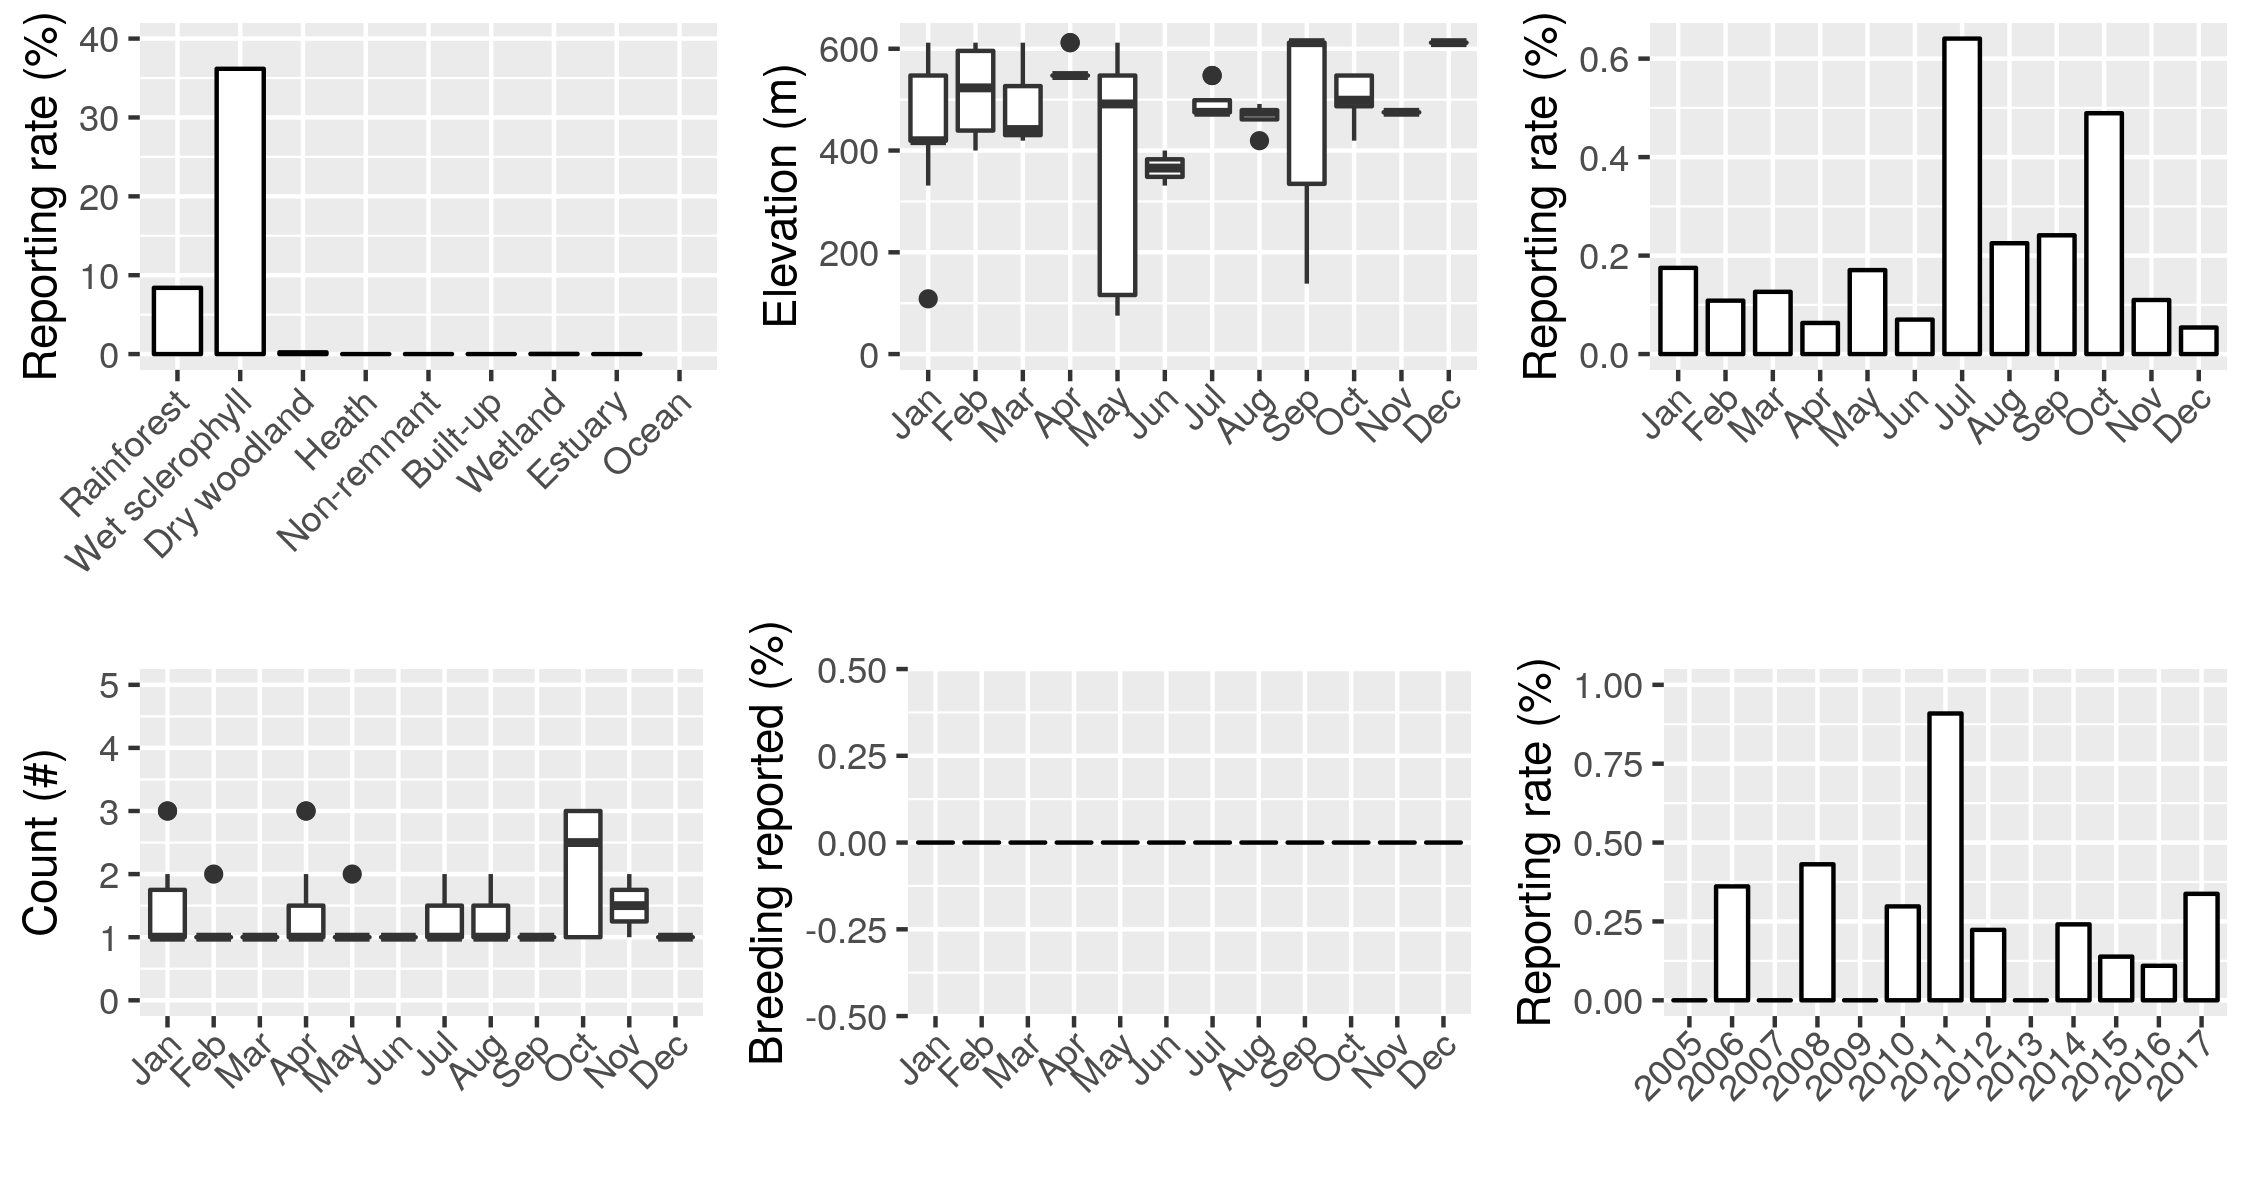 Reporting rate (%)
40
30
20
10
0
Rainforest
Wet sclerophyll
Dry woodland
Heath
Non-remnant
Built-up
Wetland
Estuary
Ocean
Elevation (m)
600
400
200
0
Jan
Feb
Mar
Apr
May
Jun
Jul
Aug
Sep
Oct
Nov
Dec
Reporting rate (%)
0.6
0.4
0.2
0.0
Jan
Feb
Mar
Apr
May
Jun
Jul
Aug
Sep
Oct
Nov
Dec
Count (#)
5
4
3
2
1
0
Jan
Feb
Mar
Apr
May
Jun
Jul
Aug
Sep
Oct
Nov
Dec
Breeding reported (%)
0.50
0.25
0.00
-0.25
-0.50
Jan
Feb
Mar
Apr
May
Jun
Jul
Aug
Sep
Oct
Nov
Dec
Reporting rate (%)
1.00
0.75
0.50
0.25
0.00
2005
2006
2007
2008
2009
2010
2011
2012
2013
2014
2015
2016
2017